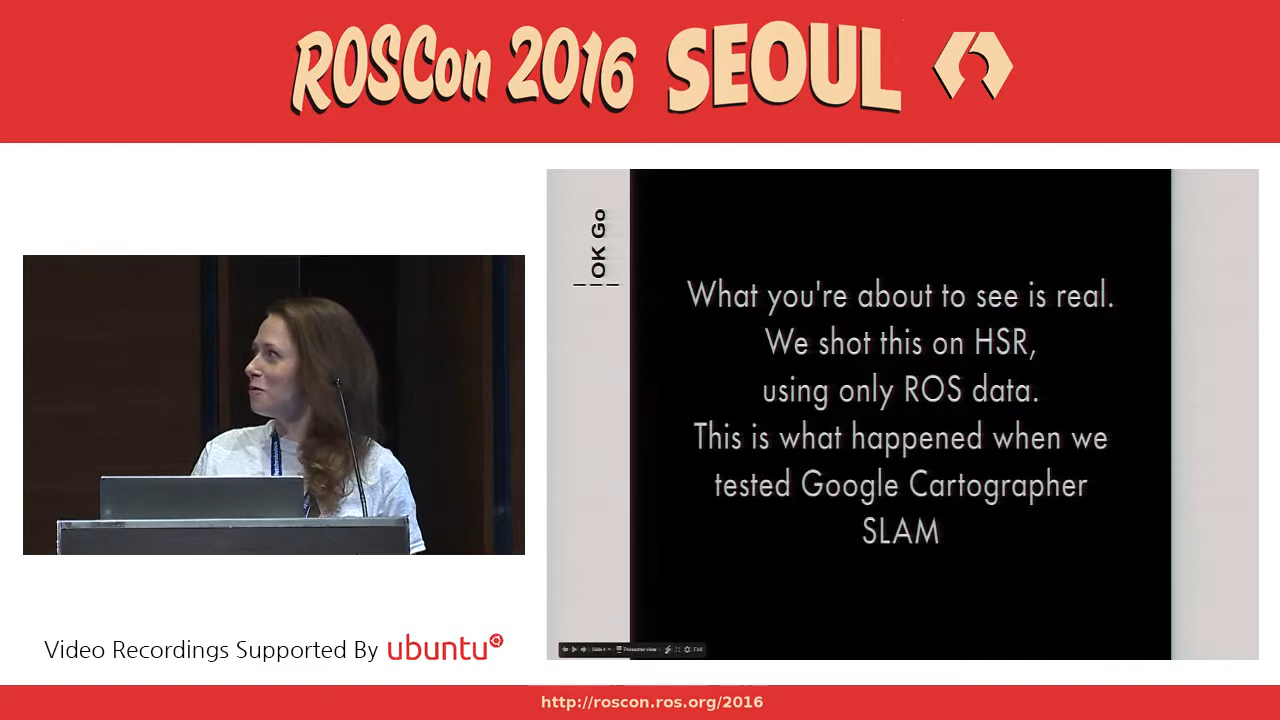 ROSCon 2016 SEOUL
OK Go
What you're about to see is real.
We shot this on HSR,
using only ROS data.
This is what happened when we
tested Google Cartographer
SLAM
Presenter view
Video Recordings Supported By ubuntu
http://roscon.ros.org/2016